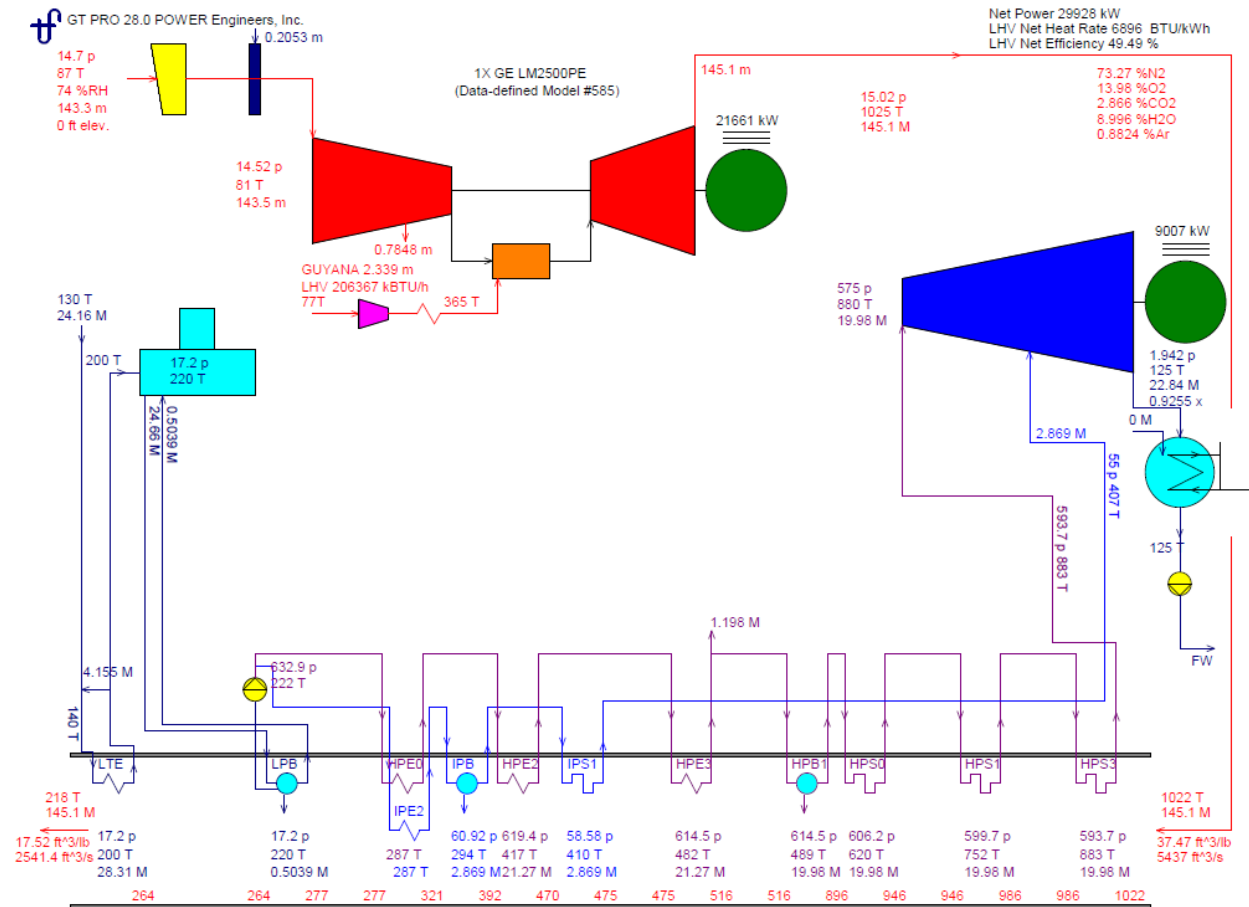 GT PRO 28.0 POWER Engineers, Inc.
Net Power 29928 kW
LHV Net Heat Rate 6896 BTU/kWh
LHV Net Efficiency 49.49 %
0.2053 m
14.7 p
87 T
74 %RH
143.3 m
0 ft elev.
1X GE LM2500PE
(Data-defined Model #585)
145.1 m
15.02 p
1025 T
145.1 M
73.27 %N2
13.98 %O2
2.866 %CO2
8.996 %H2O
0.8824 %Ar
21661 kW
14.52 p
81 T
143.5 m
0.7848 m
GUYANA 2.339 m
LHV 206367 kBTU/h
77T
365 T
9007 kW
575 p
880 T
19.98 M
130 T
24.16 M
200 T
17.2 p
220 T
1.942 p
125 T
22.84 M
0.9255 x
0 M
24.66 M
0.5039 M
2.869 M
55 p 407 T
593.7 p 883 T
125 T
FW
1.198 M
4.155 M
632.9 p
222 T
140 T
LTE
LPB
HPE0
IPB
HPE2
IPS1
HPE3
HPB1
HPS0
HPS1
HPS3
IPE2
218 T
145.1 M
17.52 ft^3/lb
2541.4 ft^3/s
17.2 p
200 T
28.31 M
17.2 p
220 T
0.5039 M
287 T
287 T
60.92 p
294 T
2.869 M
619.4 p
417 T
21.27 M
58.58 p
410 T
2.869 M
614.5 p
482 T
21.27 M
614.5 p
489 T
19.98 M
606.2 p
620 T
19.98 M
599.7 p
752 T
19.98 M
593.7 p
883 T
19.98 M
1022 T
145.1 M
37.47 ft^3/lb
5437 ft^3/s
264 264 277 277 321 392 470 475 475 516 516 896 946 946 986 986 1022